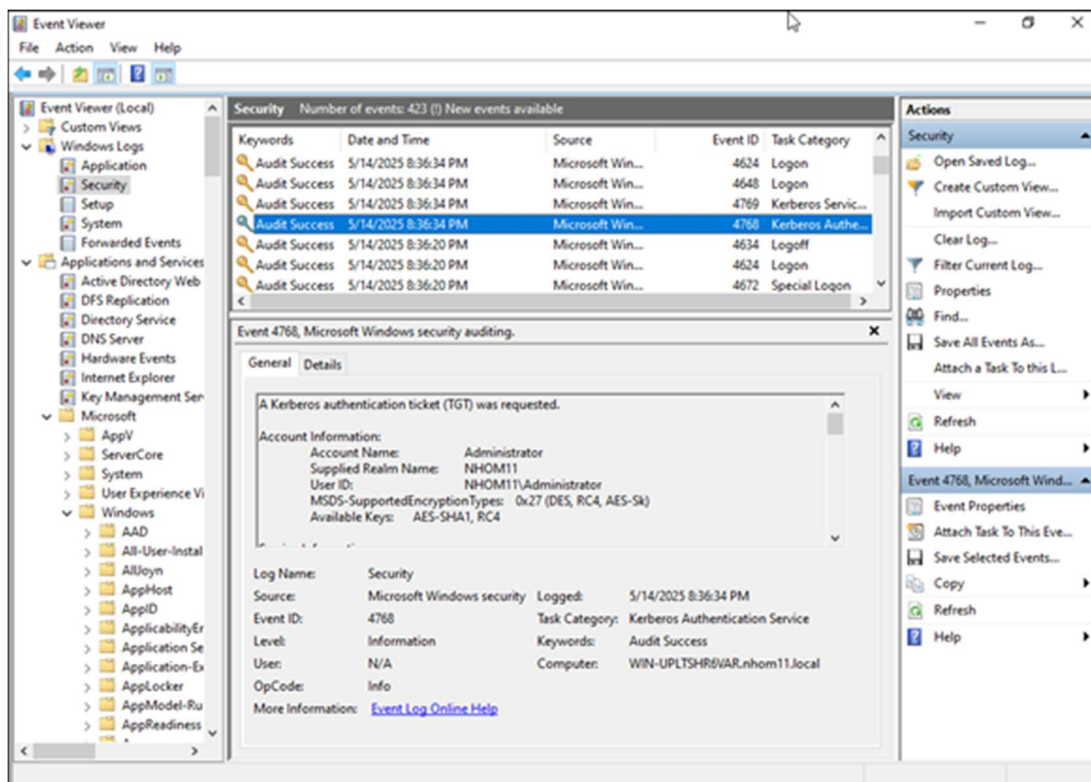 Event Viewer
File Action View Help
Event Viewer (Local)
Custom Views
Windows Logs
Application
Security
Setup
System
Forwarded Events
Applications and Services
Active Directory Web
DFS Replication
Directory Service
DNS Server
Hardware Events
Internet Explorer
Key Management Ser
Microsoft
AppV
ServerCore
System
User Experience Vi
Windows
AAD
All-User-Instal
AllJoyn
AppHost
AppID
ApplicabilityEr
Application Se
Application-Ex
AppLocker
AppModel-Ru
AppReadiness
Security Number of events: 423 (!) New events available
Keywords Date and Time Source Event ID Task Category
Audit Success 5/14/2025 8:36:34 PM Microsoft Win... 4624 Logon
Audit Success 5/14/2025 8:36:34 PM Microsoft Win... 4648 Logon
Audit Success 5/14/2025 8:36:34 PM Microsoft Win... 4769 Kerberos Servic...
Audit Success 5/14/2025 8:36:34 PM Microsoft Win... 4768 Kerberos Authe...
Audit Success 5/14/2025 8:36:20 PM Microsoft Win... 4634 Logoff
Audit Success 5/14/2025 8:36:20 PM Microsoft Win... 4624 Logon
Audit Success 5/14/2025 8:36:20 PM Microsoft Win... 4672 Special Logon
Event 4768, Microsoft Windows security auditing.
General Details
A Kerberos authentication ticket (TGT) was requested.
Account Information:
Account Name: Administrator
Supplied Realm Name: NHOM11
User ID: NHOM11\Administrator
MSDS-SupportedEncryptionTypes: 0x27 (DES, RC4, AES-Sk)
Available Keys: AES-SHA1, RC4
Log Name: Security
Source: Microsoft Windows security Logged: 5/14/2025 8:36:34 PM
Event ID: 4768 Task Category: Kerberos Authentication Service
Level: Information Keywords: Audit Success
User: N/A Computer: WIN-UPLTSHR6VAR.nhom11.local
OpCode: Info
More Information: Event Log Online Help
Actions
Security
Open Saved Log...
Create Custom View...
Import Custom View...
Clear Log...
Filter Current Log...
Properties
Find...
Save All Events As...
Attach a Task To this L...
View
Refresh
Help
Event 4768, Microsoft Wind...
Event Properties
Attach Task To This Eve...
Save Selected Events...
Copy
Refresh
Help